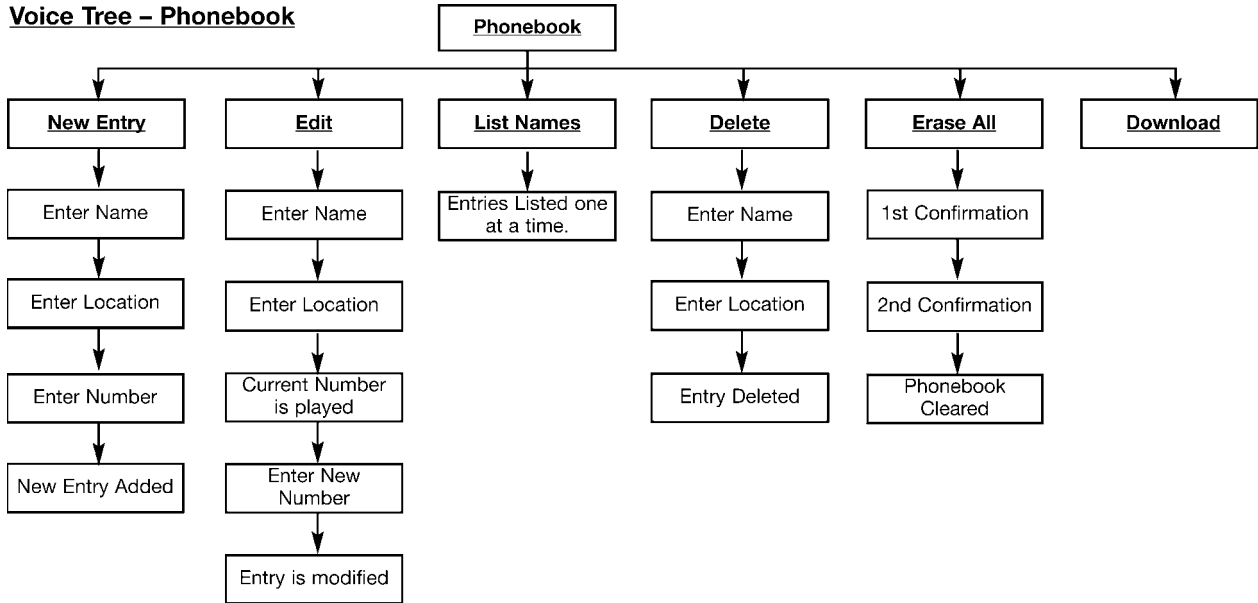 Voice Tree – Phonebook
Phonebook
New Entry
Edit
List Names
Delete
Erase All
Download
Enter Name
Enter Name
Entries Listed one
at a time.
Enter Name
1st Confirmation
Enter Location
Enter Location
Enter Location
2nd Confirmation
Enter Number
Current Number
is played
Entry Deleted
Phonebook
Cleared
New Entry Added
Enter New
Number
Entry is modified